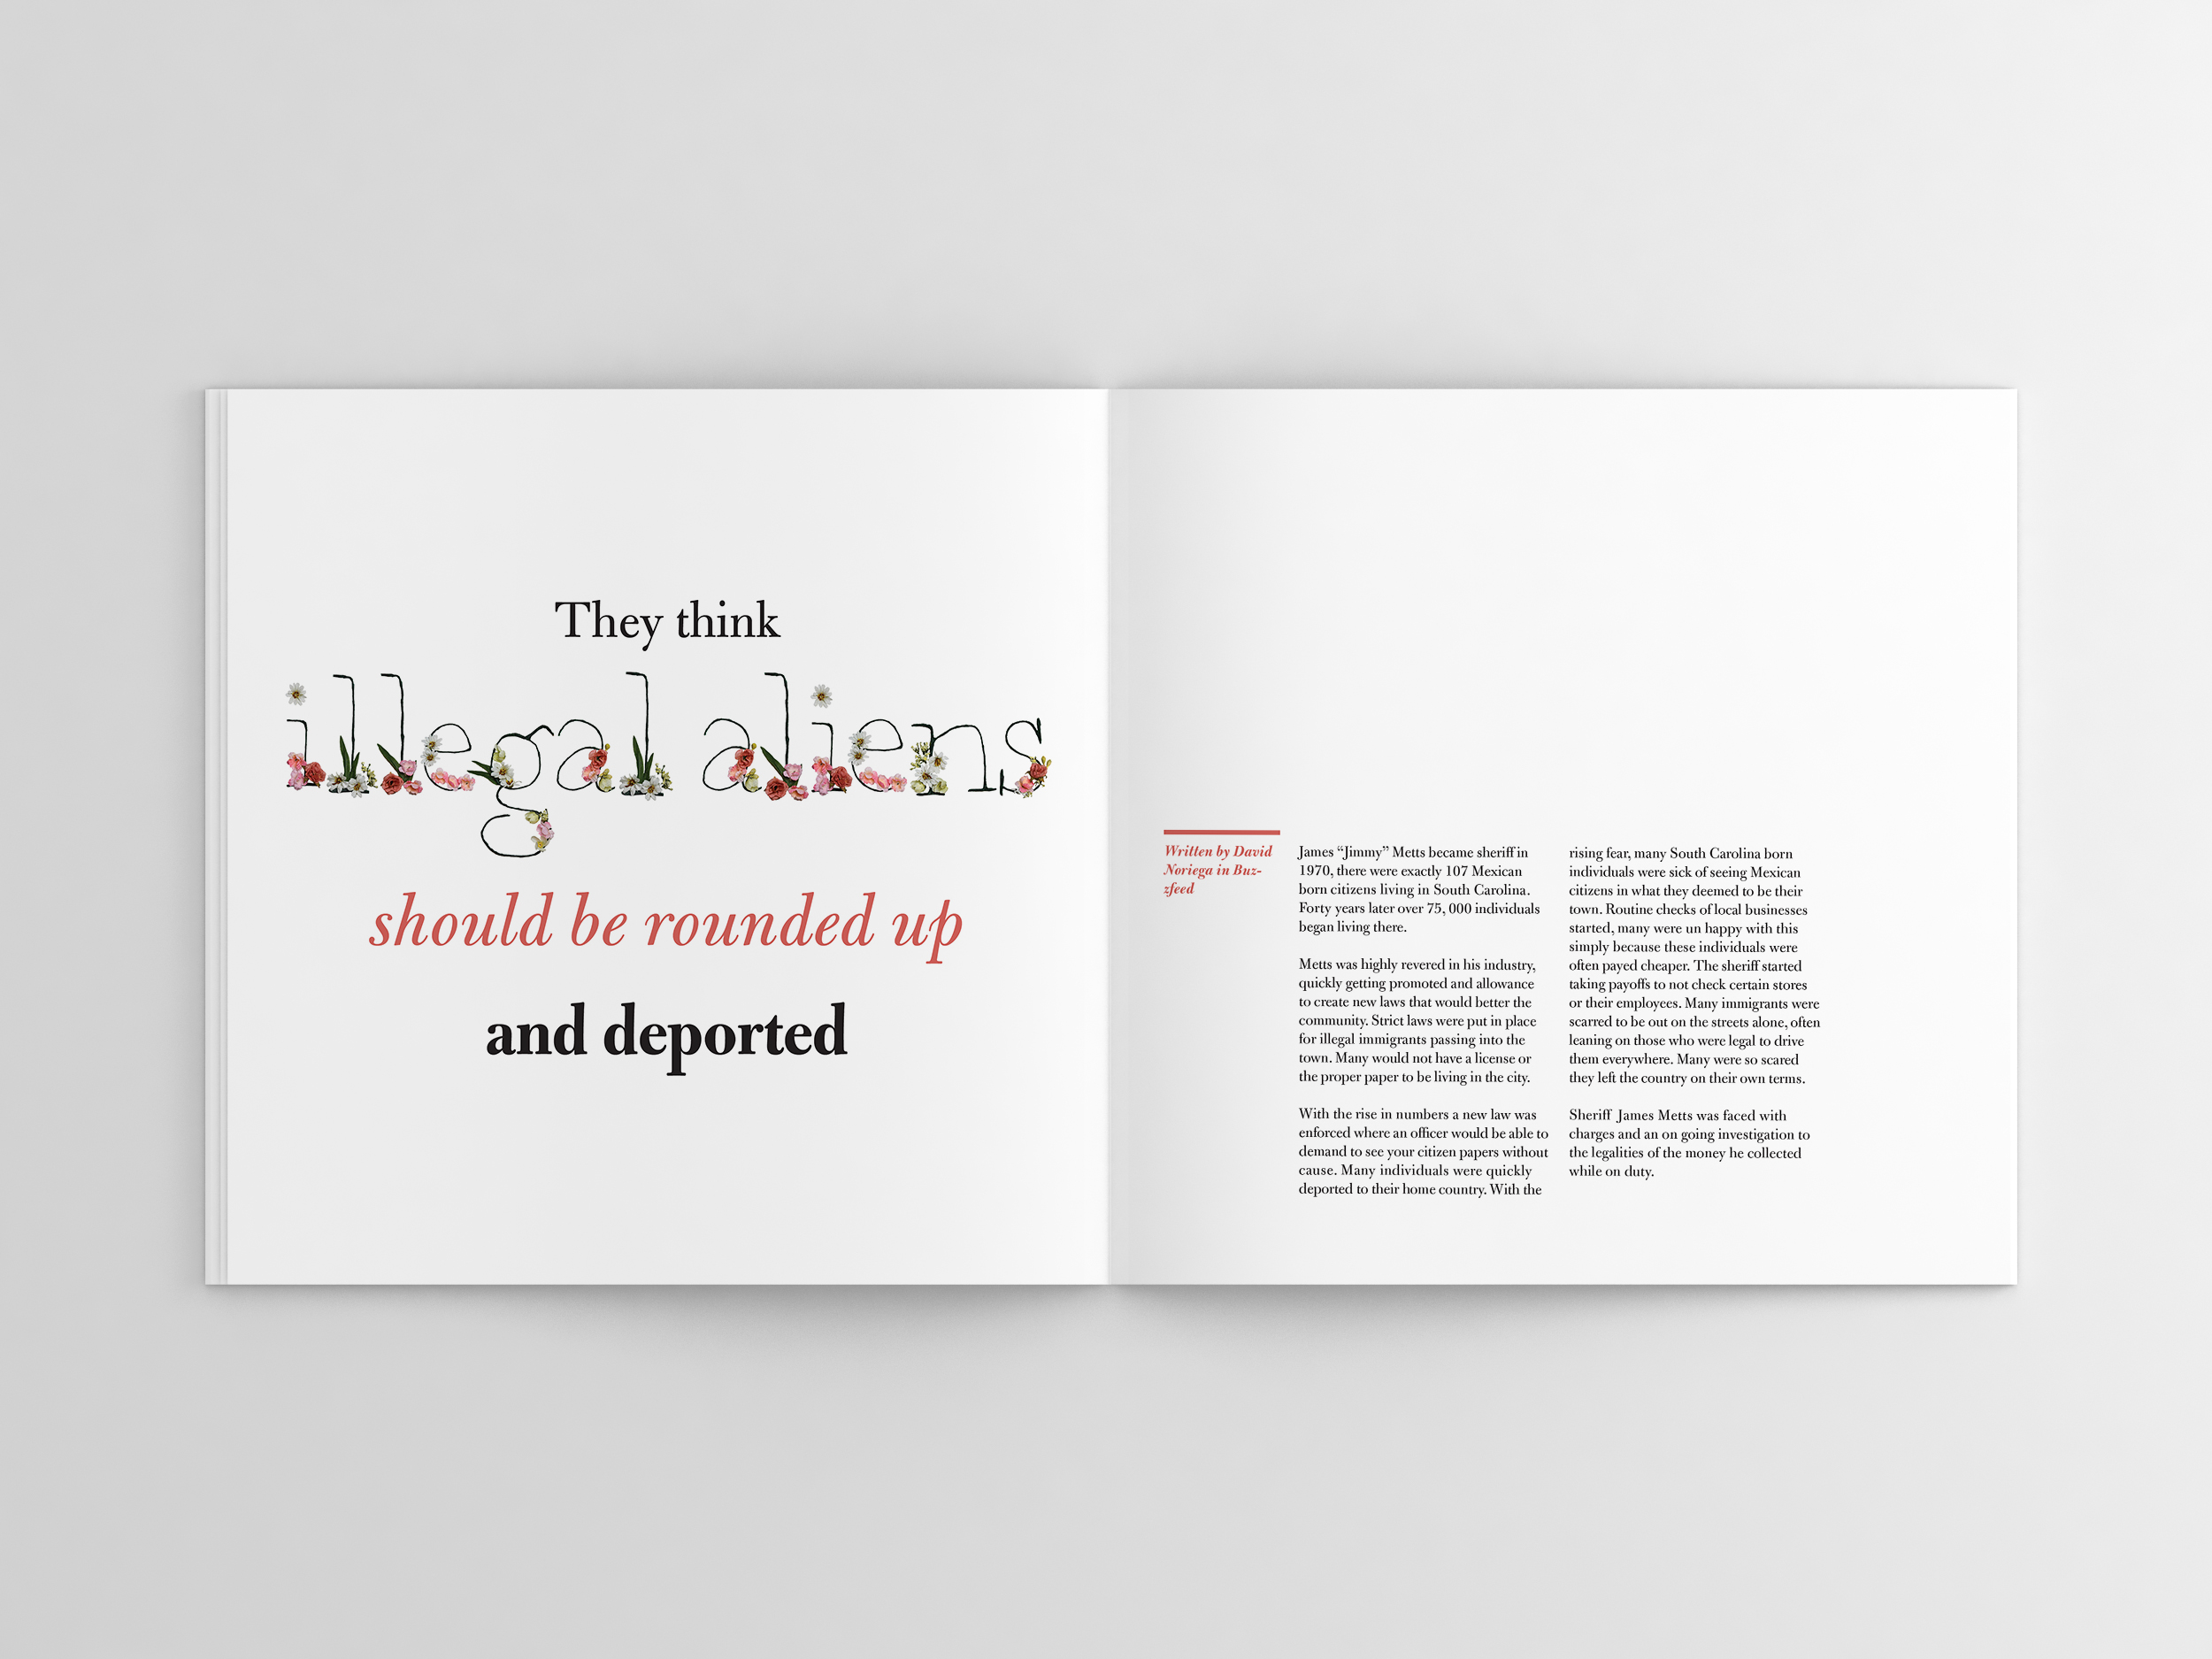 They think
illegal aliens
should be rounded up
and deported
Written by David
Noriega in Buz-
zfeed
James “Jimmy” Metts became sheriff in
1970, there were exactly 107 Mexican
born citizens living in South Carolina.
Forty years later over 75, 000 individuals
began living there.
Metts was highly revered in his industry,
quickly getting promoted and allowance
to create new laws that would better the
community. Strict laws were put in place
for illegal immigrants passing into the
town. Many would not have a license or
the proper paper to be living in the city.
With the rise in numbers a new law was
enforced where an officer would be able to
demand to see your citizen papers without
cause. Many individuals were quickly
deported to their home country. With the
rising fear, many South Carolina born
individuals were sick of seeing Mexican
citizens in what they deemed to be their
town. Routine checks of local businesses
started, many were un happy with this
simply because these individuals were
often payed cheaper. The sheriff started
taking payoffs to not check certain stores
or their employees. Many immigrants were
scarred to be out on the streets alone, often
leaning on those who were legal to drive
them everywhere. Many were so scared
they left the country on their own terms.
Sheriff James Metts was faced with
charges and an on going investigation to
the legalities of the money he collected
while on duty.